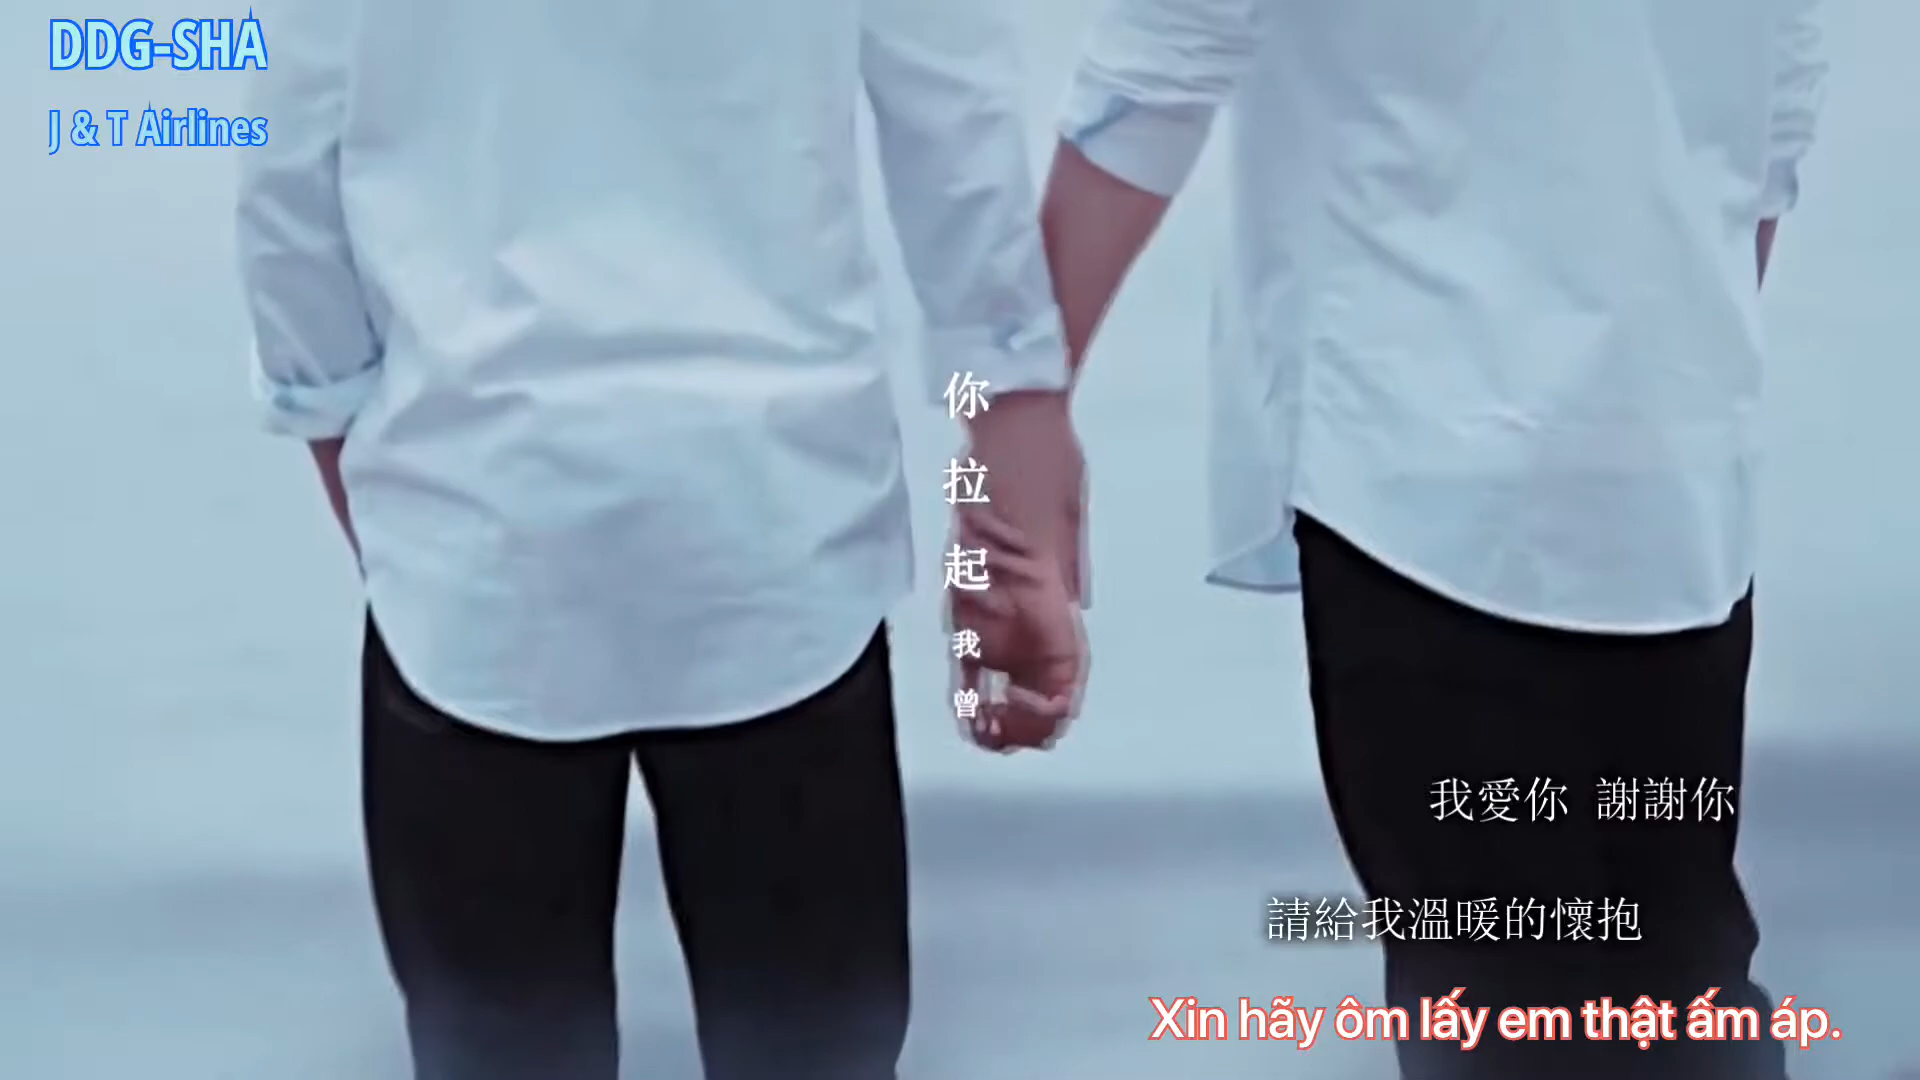 DDG-SHA
J & T Airlines
你拉起我曾
我愛你 謝謝你
請給我溫暖的懷抱
Xin hãy ôm lấy em thật ấm áp.